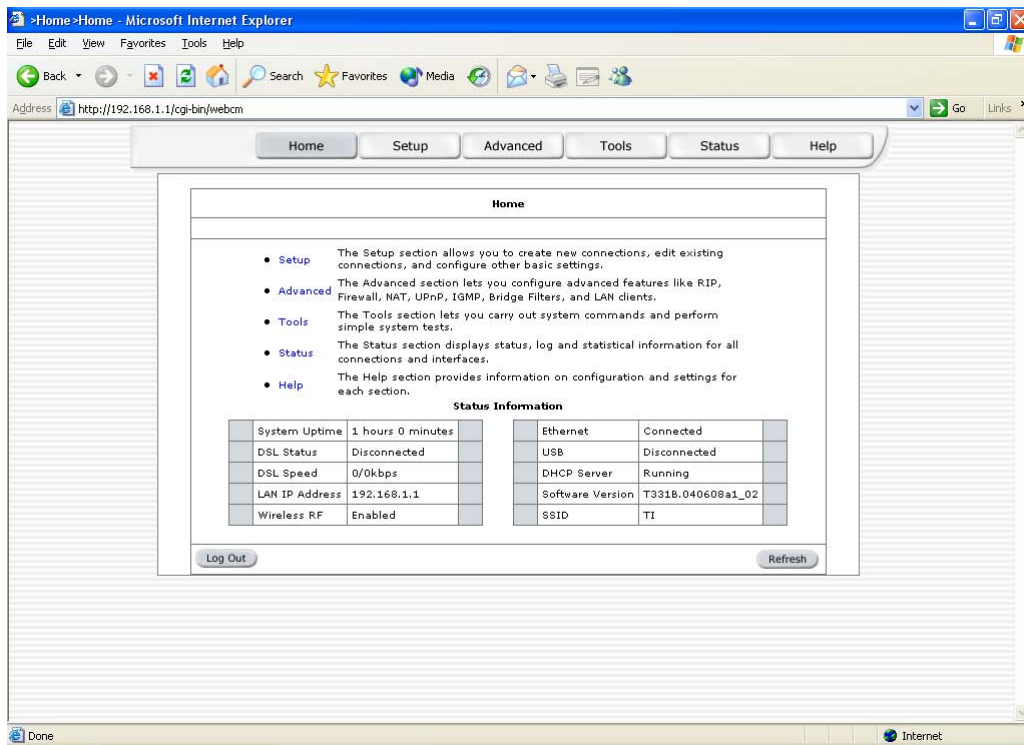 >Home>Home - Microsoft Internet Explorer
File Edit View Favorites Tools Help
Back Search Favorites Media
Address http://192.168.1.1/cgi-bin/webcm Go Links
Home Setup Advanced Tools Status Help
Home
Setup The Setup section allows you to create new connections, edit existing
connections, and configure other basic settings.
Advanced The Advanced section lets you configure advanced features like RIP,
Firewall, NAT, UPnP, IGMP, Bridge Filters, and LAN clients.
Tools The Tools section lets you carry out system commands and perform
simple system tests.
Status The Status section displays status, log and statistical information for all
connections and interfaces.
Help The Help section provides information on configuration and settings for
each section.
Status Information
System Uptime 1 hours 0 minutes Ethernet Connected
DSL Status Disconnected USB Disconnected
DSL Speed 0/0kbps DHCP Server Running
LAN IP Address 192.168.1.1 Software Version T331B.040608a1_02
Wireless RF Enabled SSID TI
Log Out Refresh
Done Internet